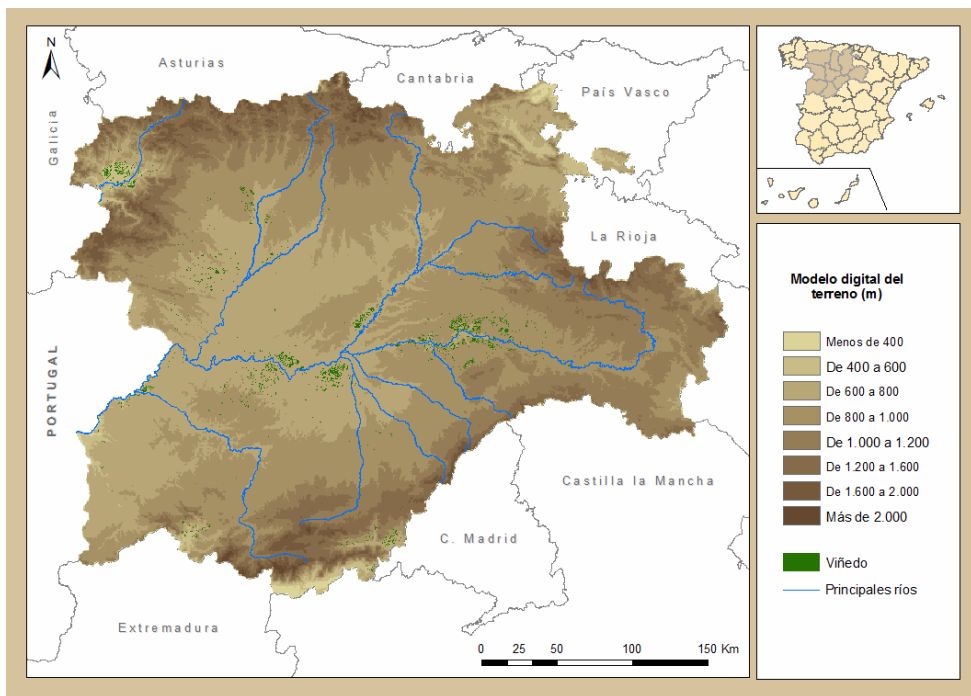 N
Asturias
Cantabria
País Vasco
Galicia
La Rioja
PORTUGAL
Castilla la Mancha
C. Madrid
Extremadura
0 25 50 100 150 Km
Modelo digital del
terreno (m)
Menos de 400
De 400 a 600
De 600 a 800
De 800 a 1.000
De 1.000 a 1.200
De 1.200 a 1.600
De 1.600 a 2.000
Más de 2.000
Viñedo
Principales ríos